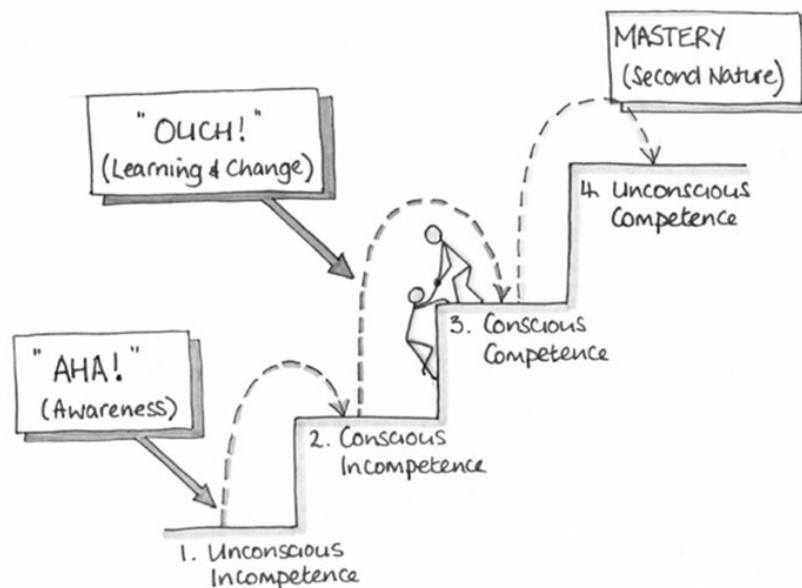 MASTERY
(Second Nature)
"OUCH!"
(Learning & Change)
4. Unconscious
Competence
3. Conscious
Competence
"AHA!"
(Awareness)
2. Conscious
Incompetence
1. Unconscious
Incompetence